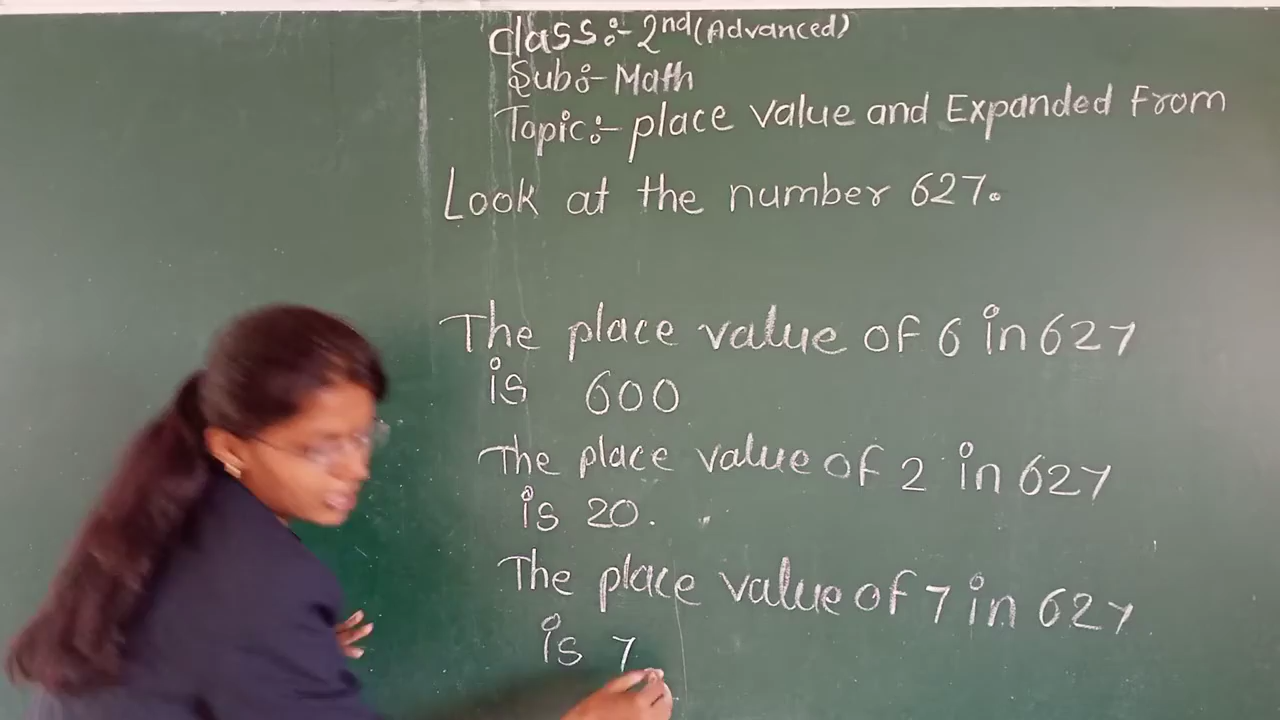 Class:- 2nd (Advanced)
Sub:- Math
Topic:- place value and Expanded From
Look at the number 627.
The place value of 6 in 627
is 600
The place value of 2 in 627
is 20.
The place value of 7 in 627
is 7